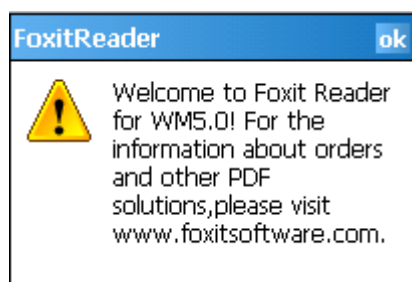 FoxitReader ok
Welcome to Foxit Reader
for WM5.0! For the
information about orders
and other PDF
solutions,please visit
www.foxitsoftware.com.